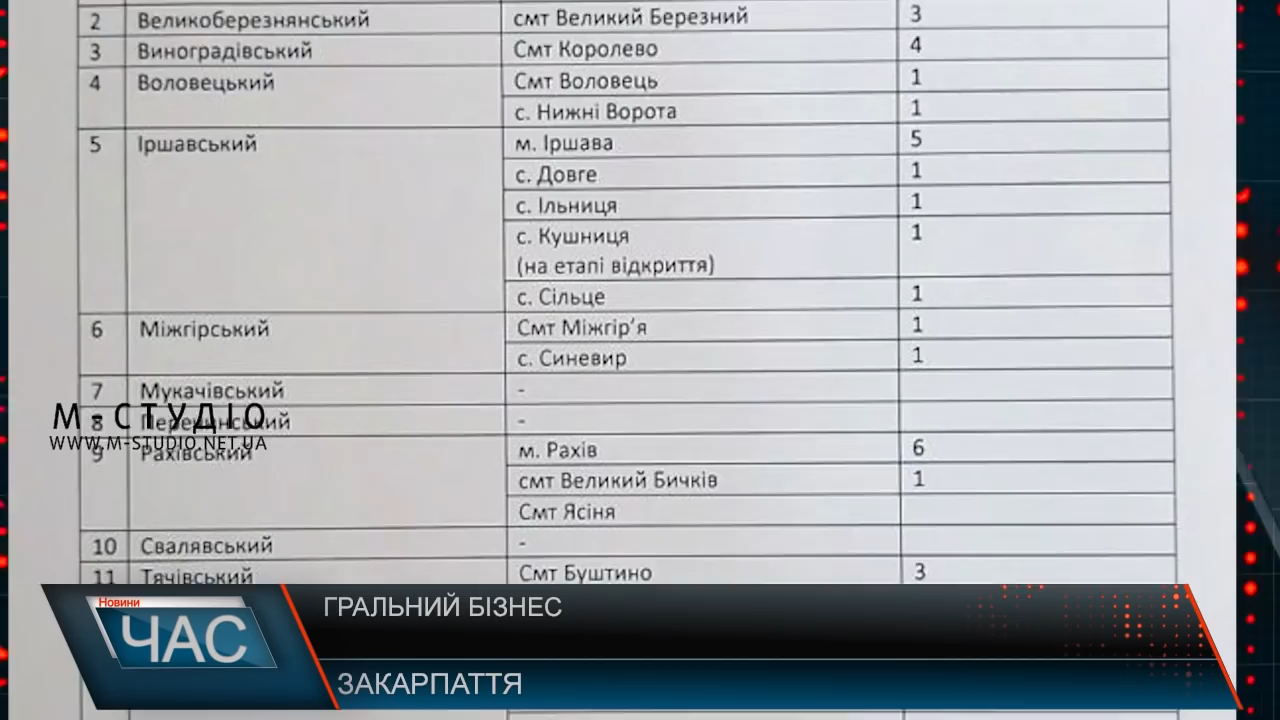 2 Великоберезнянський смт Великий Березний 3
3 Виноградівський Смт Королево 4
4 Воловецький Смт Воловець 1
с. Нижні Ворота 1
5 Іршавський м. Іршава 5
с. Довге 1
с. Ільниця 1
с. Кушниця 1
(на етапі відкриття)
с. Сільце 1
6 Міжгірський Смт Міжгір’я 1
с. Синевир 1
7 Мукачівський -
М-СТУДІО
8 Перечинський -
WWW.M-STUDIO.NET.UA
9 Рахівський м. Рахів 6
смт Великий Бичків 1
Смт Ясіня
10 Свалявський -
11 Тячівський Смт Буштино 3
Новини
ЧАС
ГРАЛЬНИЙ БІЗНЕС
ЗАКАРПАТТЯ